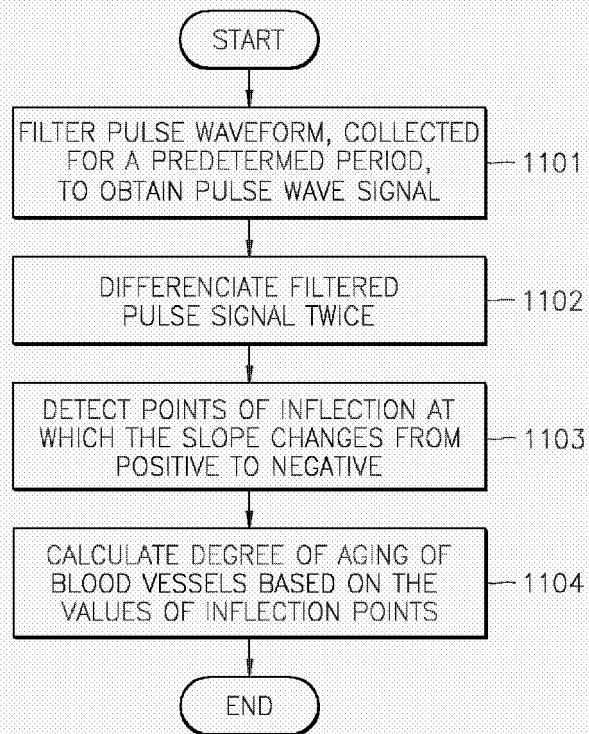 START
FILTER PULSE WAVEFORM, COLLECTED
FOR A PREDETERMED PERIOD,
TO OBTAIN PULSE WAVE SIGNAL
1101
DIFFERENCIATE FILTERED
PULSE SIGNAL TWICE
1102
DETECT POINTS OF INFLECTION AT
WHICH THE SLOPE CHANGES FROM
POSITIVE TO NEGATIVE
1103
CALCULATE DEGREE OF AGING OF
BLOOD VESSELS BASED ON THE
VALUES OF INFLECTION POINTS
1104
END